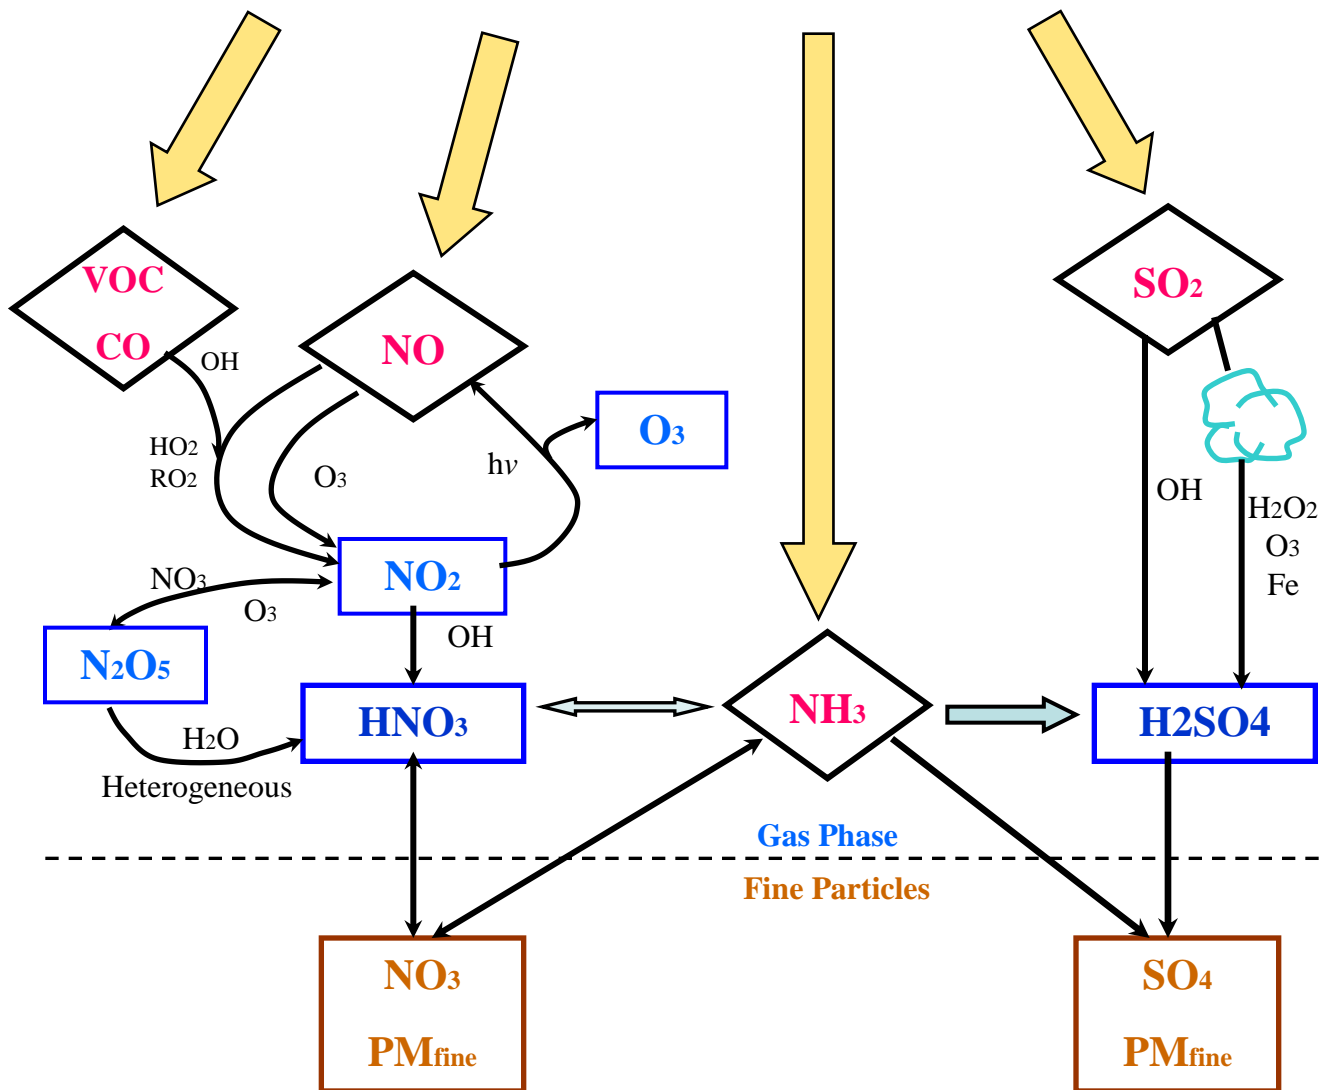 VOC
CO
OH
HO2
RO2
NO
O3
hν
O3
SO2
OH
H2O2
O3
Fe
NO2
NO3
O3
OH
N2O5
HNO3
NH3
H2SO4
H2O
Heterogeneous
Gas Phase
Fine Particles
NO3
PMfine
SO4
PMfine